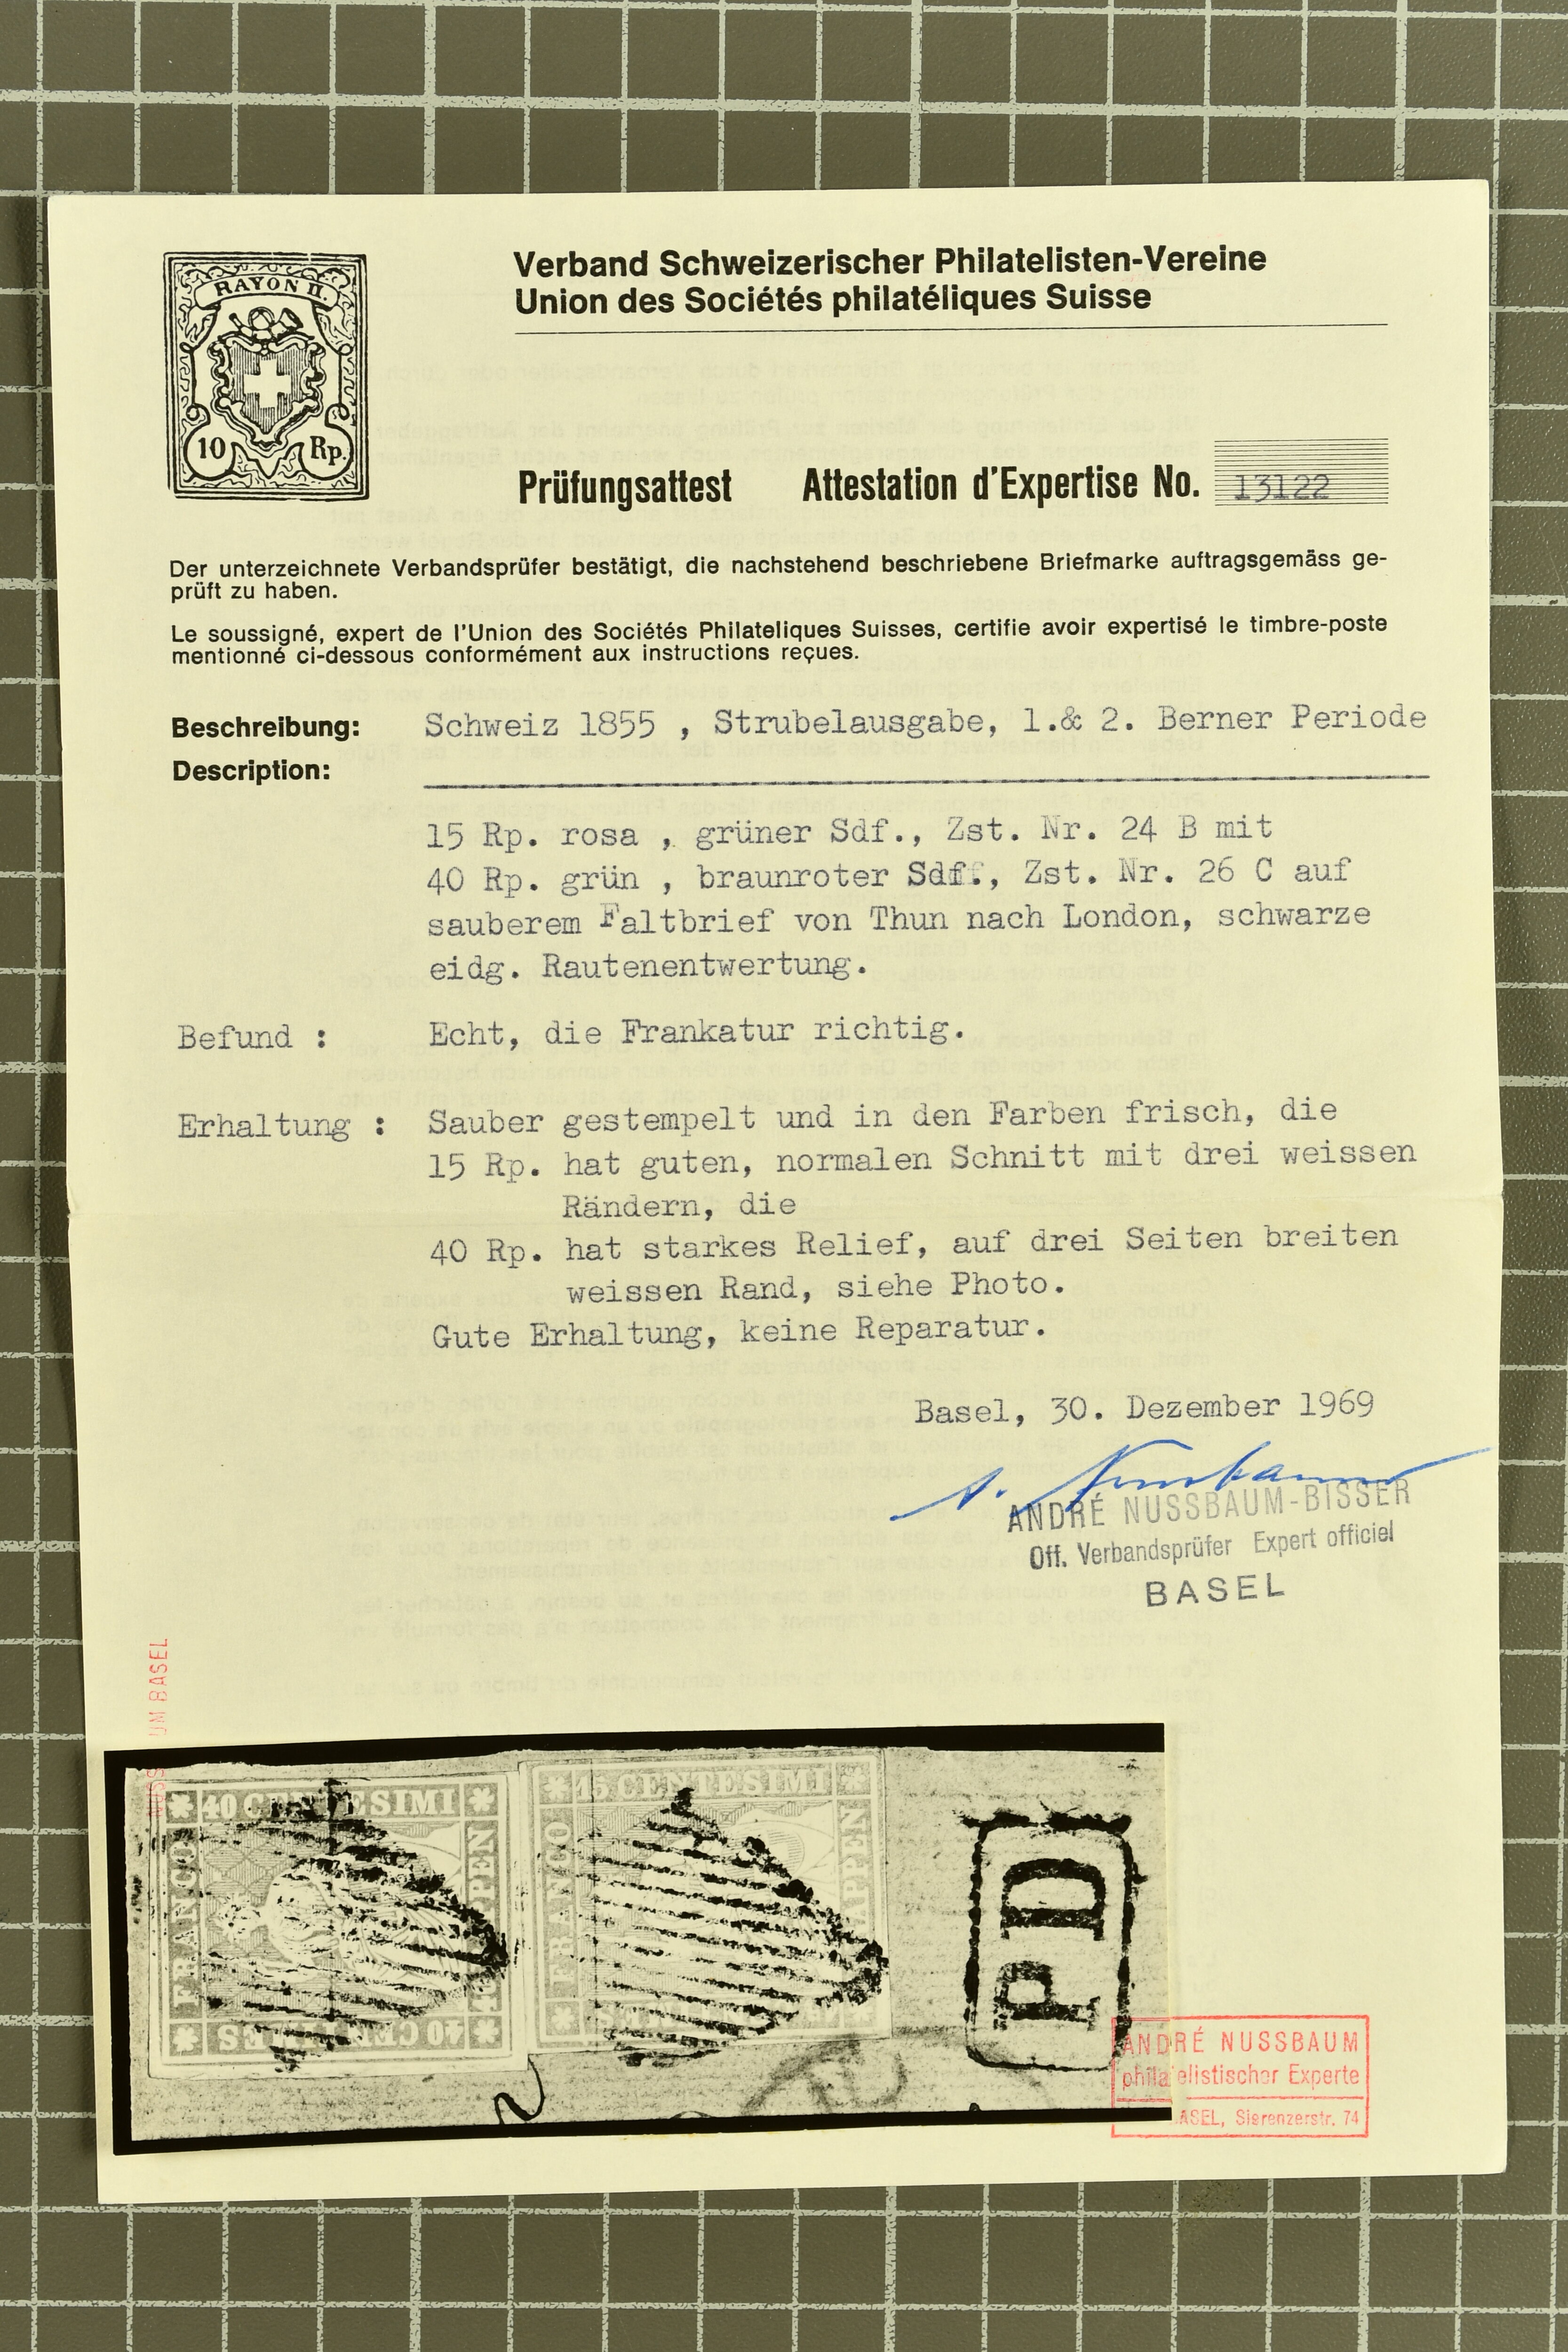 RAYON II.
10 Rp.
Verband Schweizerischer Philatelisten-Vereine
Union des Sociétés philatéliques Suisse
Prüfungsattest Attestation d'Expertise No. 13122
Der unterzeichnete Verbandsprüfer bestätigt, die nachstehend beschriebene Briefmarke auftragsgemäss ge-
prüft zu haben.
Le soussigné, expert de l'Union des Sociétés Philateliques Suisses, certifie avoir expertisé le timbre-poste
mentionné ci-dessous conformément aux instructions reçues.
Beschreibung: Schweiz 1855 , Strubelausgabe, 1.& 2. Berner Periode
Description:
15 Rp. rosa , grüner Sdf., Zst. Nr. 24 B mit
40 Rp. grün , braunroter Sdf., Zst. Nr. 26 C auf
sauberem Faltbrief von Thun nach London, schwarze
eidg. Rautenentwertung.
Befund : Echt, die Frankatur richtig.
Erhaltung : Sauber gestempelt und in den Farben frisch, die
15 Rp. hat guten, normalen Schnitt mit drei weissen
Rändern, die
40 Rp. hat starkes Relief, auf drei Seiten breiten
weissen Rand, siehe Photo.
Gute Erhaltung, keine Reparatur.
Basel, 30. Dezember 1969
A. Nussbaum
ANDRÉ NUSSBAUM-BISSER
Off. Verbandsprüfer Expert officiel
BASEL
UM BASEL
40 CENTESIMI
FRANCO
15 CENTESIMI
FRANCO
RAPPEN
PD
ANDRÉ NUSSBAUM
philatelistischer Experte
BASEL, Sierenzerstr. 74